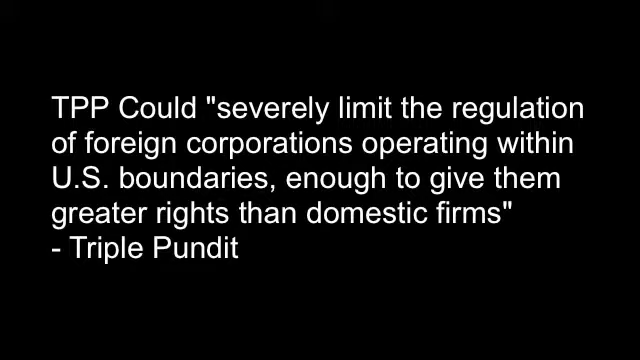 TPP Could "severely limit the regulation
of foreign corporations operating within
U.S. boundaries, enough to give them
greater rights than domestic firms"
- Triple Pundit